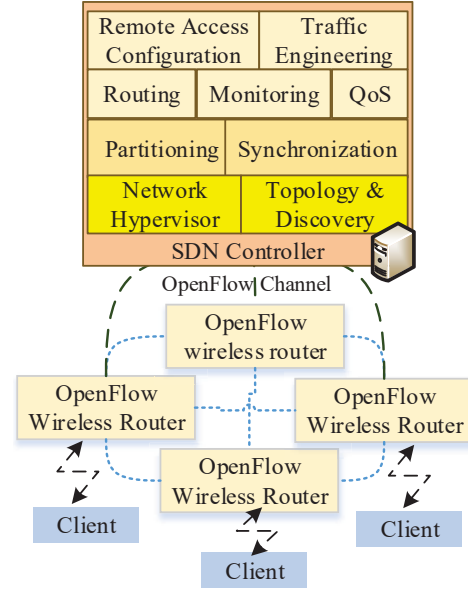 Remote Access
Configuration
Traffic
Engineering
Routing
Monitoring
QoS
Partitioning
Synchronization
Network
Hypervisor
Topology &
Discovery
SDN Controller
OpenFlow Channel
OpenFlow
wireless router
OpenFlow
Wireless Router
OpenFlow
Wireless Router
OpenFlow
Wireless Router
Client
Client
Client